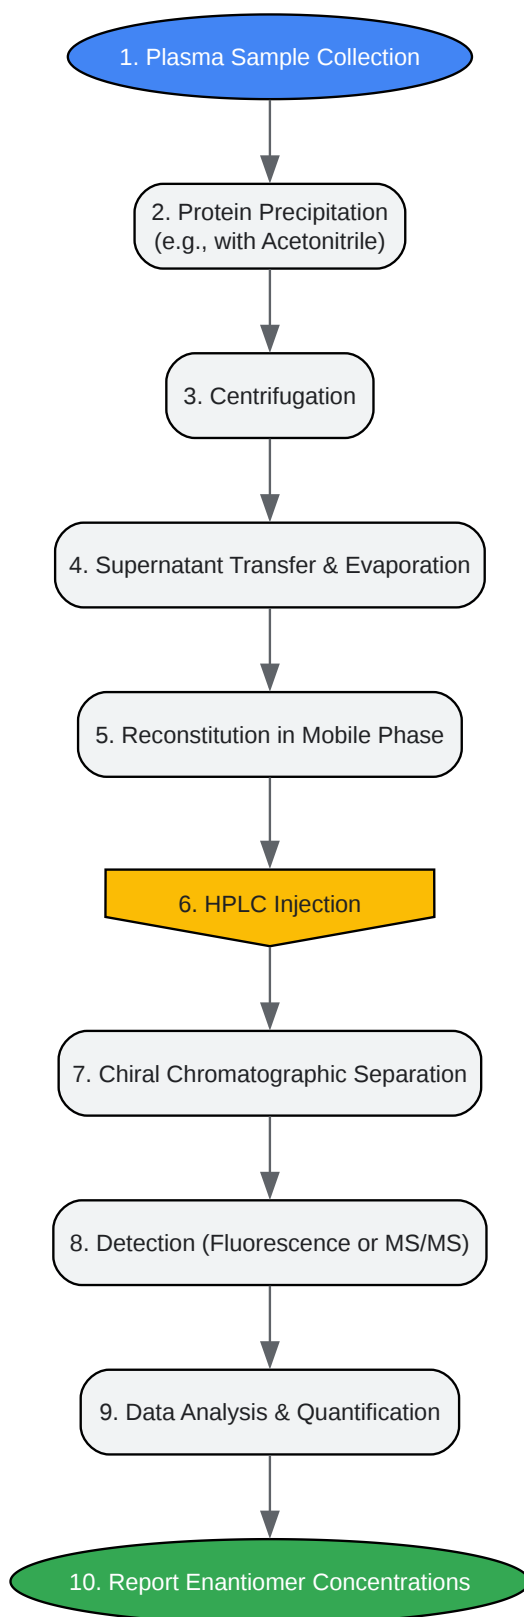 1. Plasma Sample Collection
2. Protein Precipitation
(e.g., with Acetonitrile)
3. Centrifugation
4. Supernatant Transfer & Evaporation
5. Reconstitution in Mobile Phase
6. HPLC Injection
7. Chiral Chromatographic Separation
8. Detection (Fluorescence or MS/MS)
9. Data Analysis & Quantification
10. Report Enantiomer Concentrations